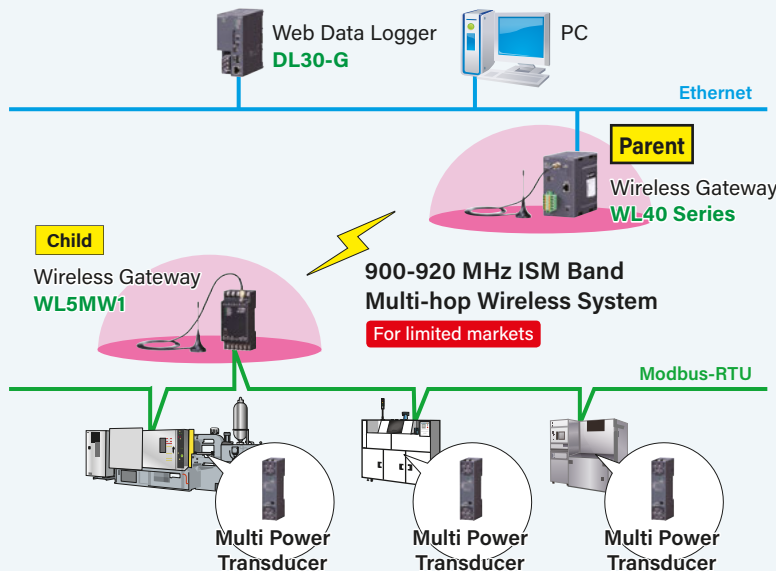 Web Data Logger
DL30-G
PC
Ethernet
Parent
Wireless Gateway
WL40 Series
Child
Wireless Gateway
WL5MW1
900-920 MHz ISM Band
Multi-hop Wireless System
For limited markets
Modbus-RTU
Multi Power
Transducer
Multi Power
Transducer
Multi Power
Transducer